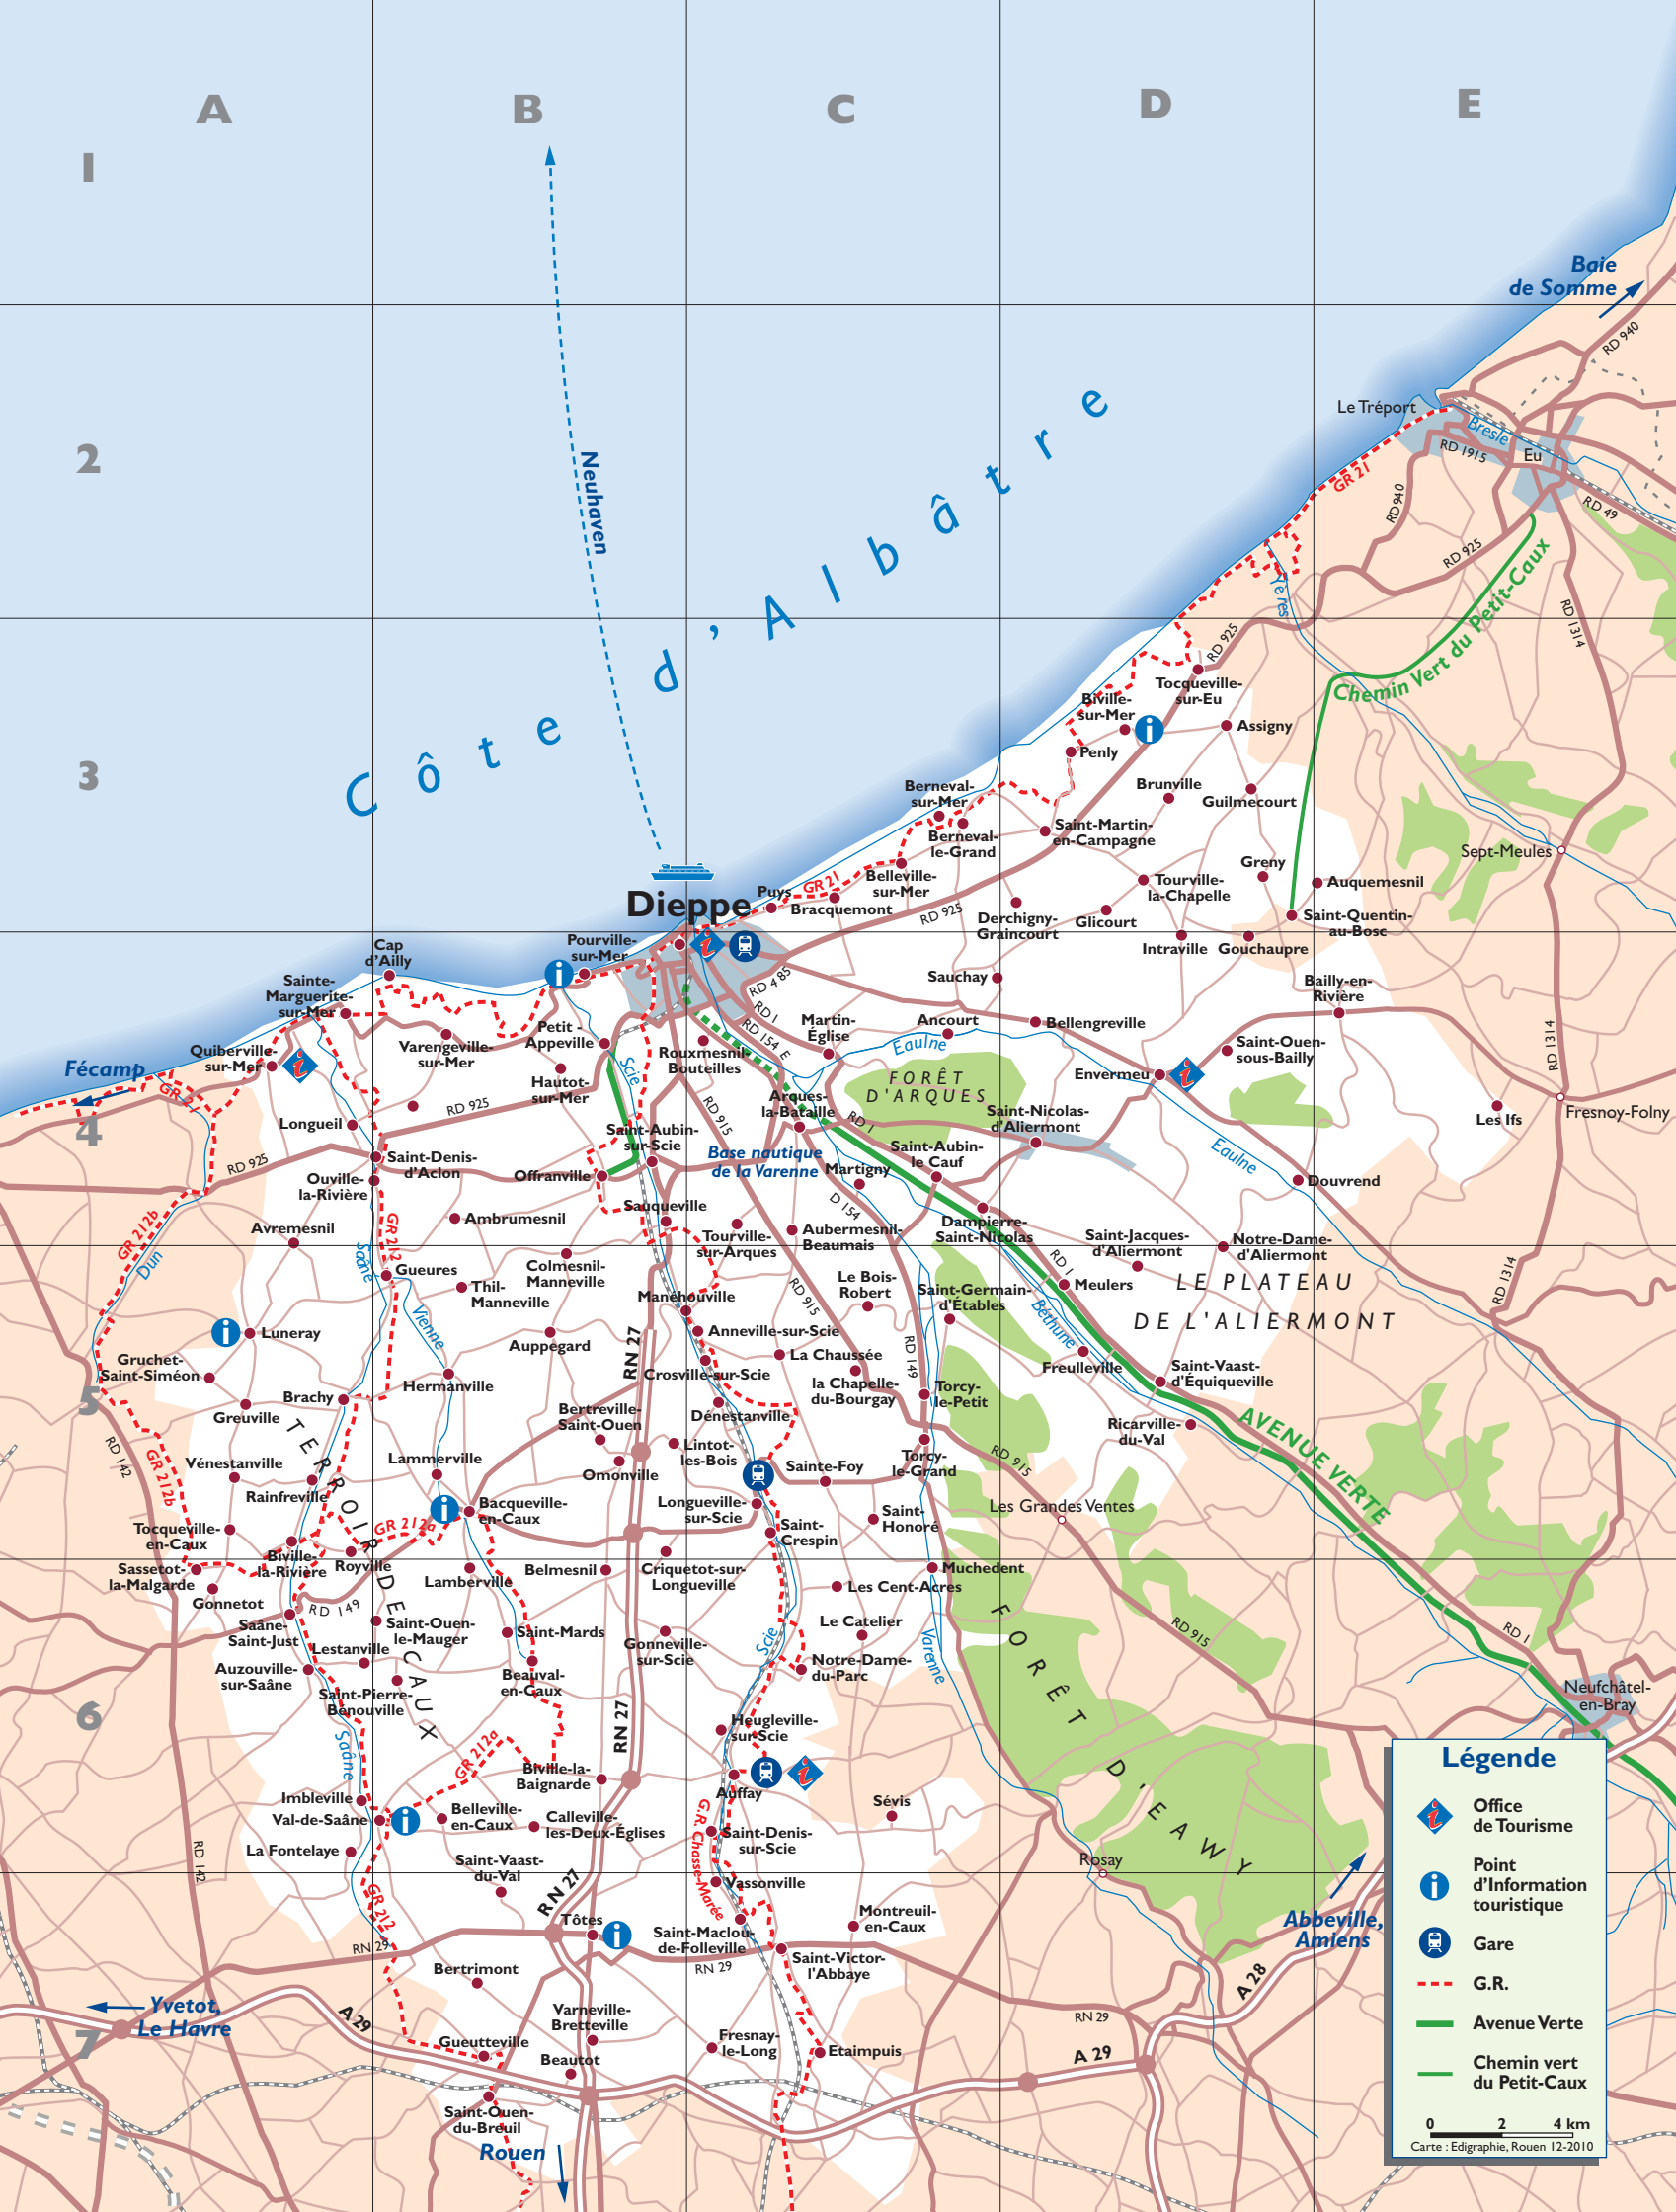 A
B
C
D
E
1
2
3
4
5
6
7
Baie
de Somme
RD 940
Le Tréport
Bresle
RD 1915
Eu
GR 21
RD 940
RD 49
RD 925
Chemin Vert du Petit-Caux
RD 1314
Yeres
Neuhaven
Côte d'Albâtre
RD 925
Tocqueville-
sur-Eu
Biville-
sur-Mer
Assigny
Penly
Brunville
Guilmecourt
Berneval-
sur-Mer
Berneval-
le-Grand
Saint-Martin-
en-Campagne
Sept-Meules
Greny
Belleville-
sur-Mer
Tourville-
la-Chapelle
Auquemesnil
Puys
GR21
Bracquemont
RD 925
Derchigny-
Graincourt
Glicourt
Saint-Quentin-
au-Bosc
Dieppe
Intraville
Gouchaupre
Cap
d'Ailly
Pourville-
sur-Mer
Sauchay
Bailly-en-
Rivière
Sainte-
Marguerite-
sur-Mer
RD 485
RD 1
RD 154 E
Martin-
Église
Ancourt
Bellengreville
Petit -
Appeville
Varengeville-
sur-Mer
Quiberville-
sur-Mer
Rouxmesnil-
Bouteilles
Eaulne
Saint-Ouen-
sous-Bailly
RD 1314
Fécamp
Scie
Hautot-
sur-Mer
FORÊT
D'ARQUES
Envermeu
GR 21
RD 925
Arques-
la-Bataille
Saint-Nicolas-
d'Aliermont
Les Ifs
Fresnoy-Folny
Longueil
RD 915
RD 1
Saint-Aubin-
sur-Scie
Base nautique
de la Varenne
Saint-Aubin-
le Cauf
Eaulne
RD 925
Saint-Denis-
d'Aclon
Offranville
Martigny
Ouville-
la-Rivière
Douvrend
D 154
Sauqueville
Ambrumesnil
Avremesnil
GR 212
GR 212b
Dun
Saâne
Tourville-
sur-Arques
Aubermesnil-
Beaumais
Dampierre-
Saint-Nicolas
Saint-Jacques-
d'Aliermont
Notre-Dame-
d'Aliermont
Colmesnil-
Manneville
Gueures
Thil-
Manneville
RD 1
Meulers
LE PLATEAU
DE L'ALIERMONT
RD 1314
Le Bois-
Robert
Saint-Germain-
d'Étables
RD 915
Manéhouville
Béthune
Vienne
Luneray
Anneville-sur-Scie
Auppegard
RN 27
La Chaussée
RD 149
Freulleville
Gruchet-
Saint-Siméon
Crosville-sur-Scie
Saint-Vaast-
d'Équiqueville
Hermanville
la Chapelle-
du-Bourgay
Torcy-
le-Petit
Brachy
Greuville
Bertreville-
Saint-Ouen
Dénestanville
Ricarville-
du-Val
AVENUE VERTE
RD 142
GR 212b
TERROIR DE CAUX
Lintot-
les-Bois
Torcy-
le-Grand
RD 915
Vénestanville
Lammerville
Omonville
Sainte-Foy
Rainfreville
Les Grandes Ventes
Bacqueville-
en-Caux
Longueville-
sur-Scie
Saint-
Honoré
GR 212a
Tocqueville-
en-Caux
Saint-
Crespin
Biville-
la-Rivière
Royville
Sassetot-
la-Malgarde
Lamberville
Belmesnil
Criquetot-sur-
Longueville
Muchedent
Les Cent-Acres
Gonnetot
RD 149
Saâne-
Saint-Just
Saint-Ouen-
le-Mauger
Le Catelier
Saint-Mards
Gonneville-
sur-Scie
Scie
Varenne
FORÊT D'EAWY
RD 915
RD 1
Lestanville
Auzouville-
sur-Saâne
Beauval-
en-Caux
Notre-Dame-
du-Parc
Saint-Pierre-
Bénouville
Neufchâtel-
en-Bray
RN 27
Heugleville-
sur-Scie
Saâne
GR 212a
Biville-la-
Baignarde
Auffay
Imbleville
Val-de-Saâne
Belleville-
en-Caux
Calleville-
les-Deux-Églises
Sévis
G.R. Chasse-Marée
Saint-Denis-
sur-Scie
La Fontelaye
RD 142
Saint-Vaast-
du-Val
Rosay
Vassonville
GR 212
RN 27
Tôtes
Montreuil-
en-Caux
Saint-Maclou-
de-Folleville
Abbeville,
Amiens
RN 29
RN 29
Saint-Victor-
l'Abbaye
Bertrimont
A 28
Yvetot,
Le Havre
A 29
Varneville-
Bretteville
RN 29
Gueutteville
Fresnay-
le-Long
Etaimpuis
A 29
Beautot
Saint-Ouen-
du-Breuil
Rouen
Légende
Office
de Tourisme
Point
d'Information
touristique
Gare
G.R.
Avenue Verte
Chemin vert
du Petit-Caux
0 2 4 km
Carte : Edigraphie, Rouen 12-2010